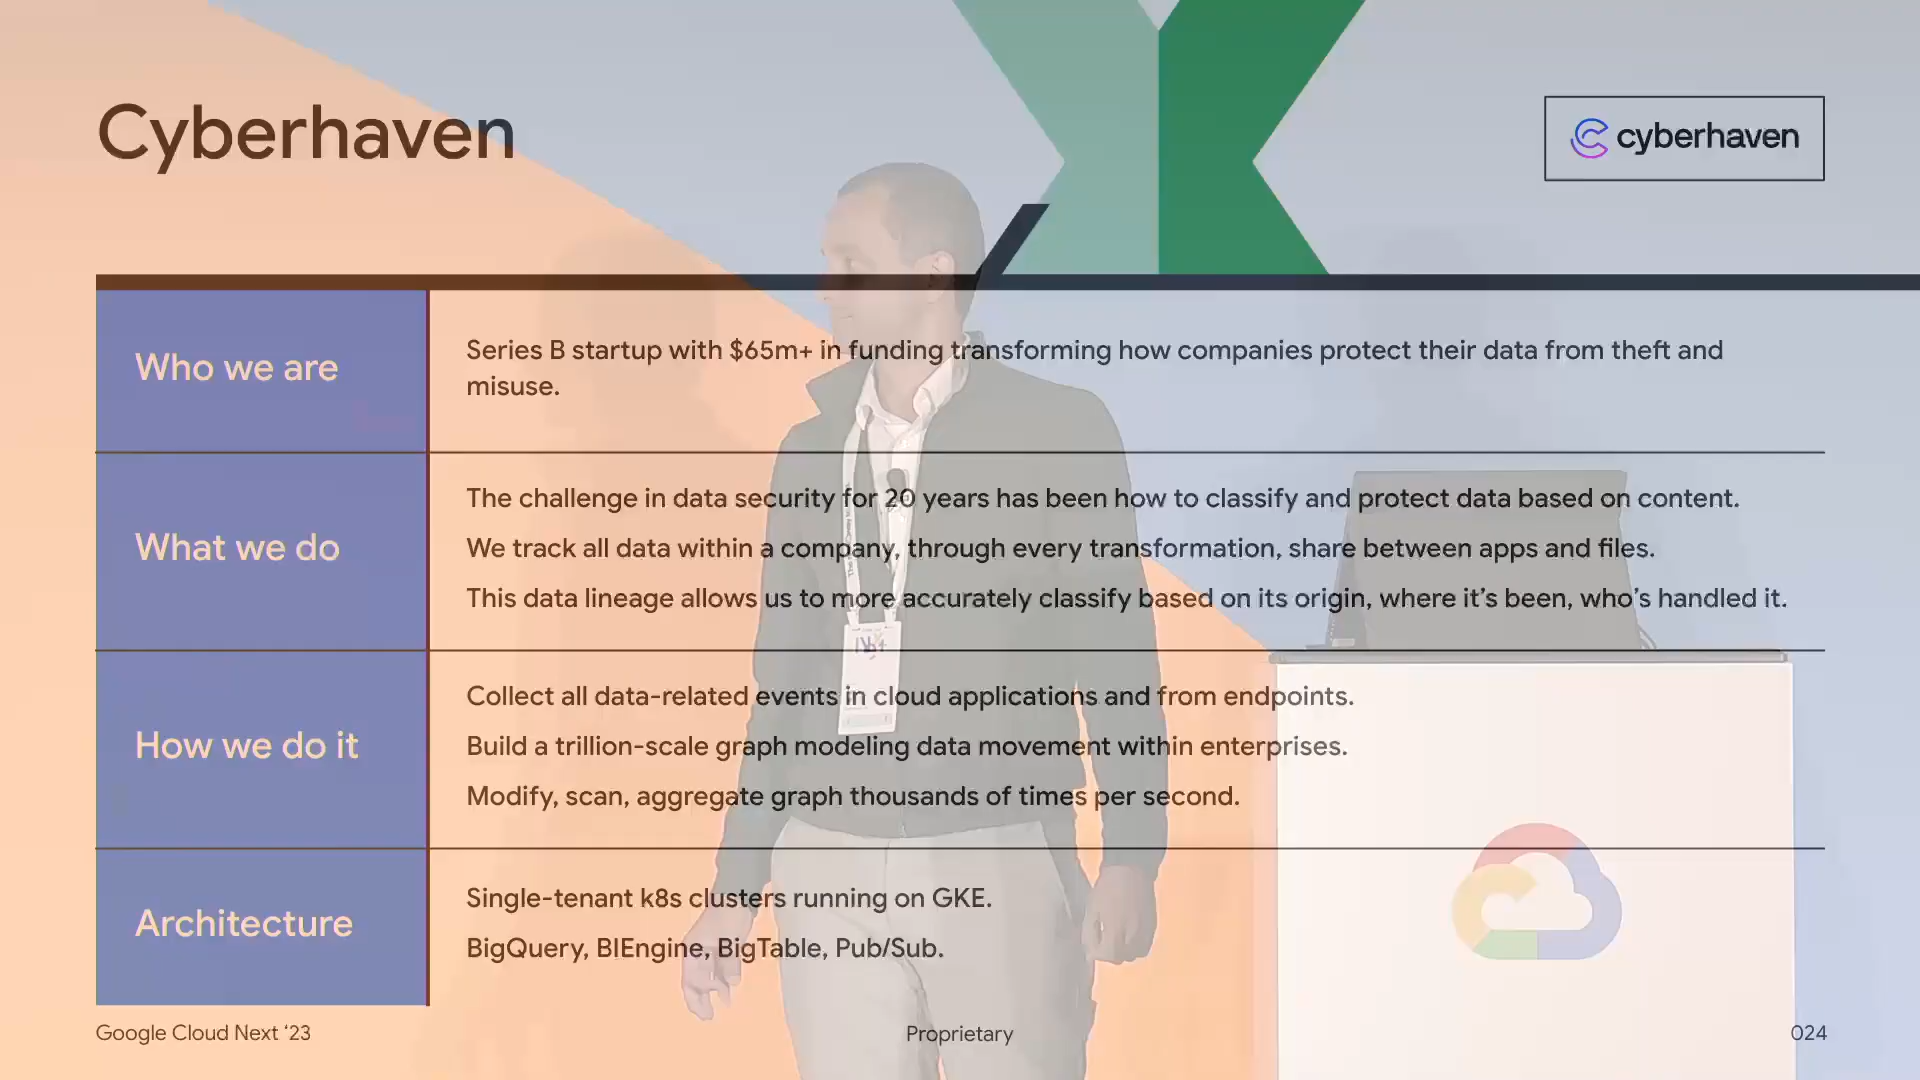 Cyberhaven
cyberhaven
Who we are
Series B startup with $65m+ in funding transforming how companies protect their data from theft and
misuse.
What we do
The challenge in data security for 20 years has been how to classify and protect data based on content.
We track all data within a company, through every transformation, share between apps and files.
This data lineage allows us to more accurately classify based on its origin, where it’s been, who’s handled it.
How we do it
Collect all data-related events in cloud applications and from endpoints.
Build a trillion-scale graph modeling data movement within enterprises.
Modify, scan, aggregate graph thousands of times per second.
Architecture
Single-tenant k8s clusters running on GKE.
BigQuery, BIEngine, BigTable, Pub/Sub.
Google Cloud Next ‘23
Proprietary
024